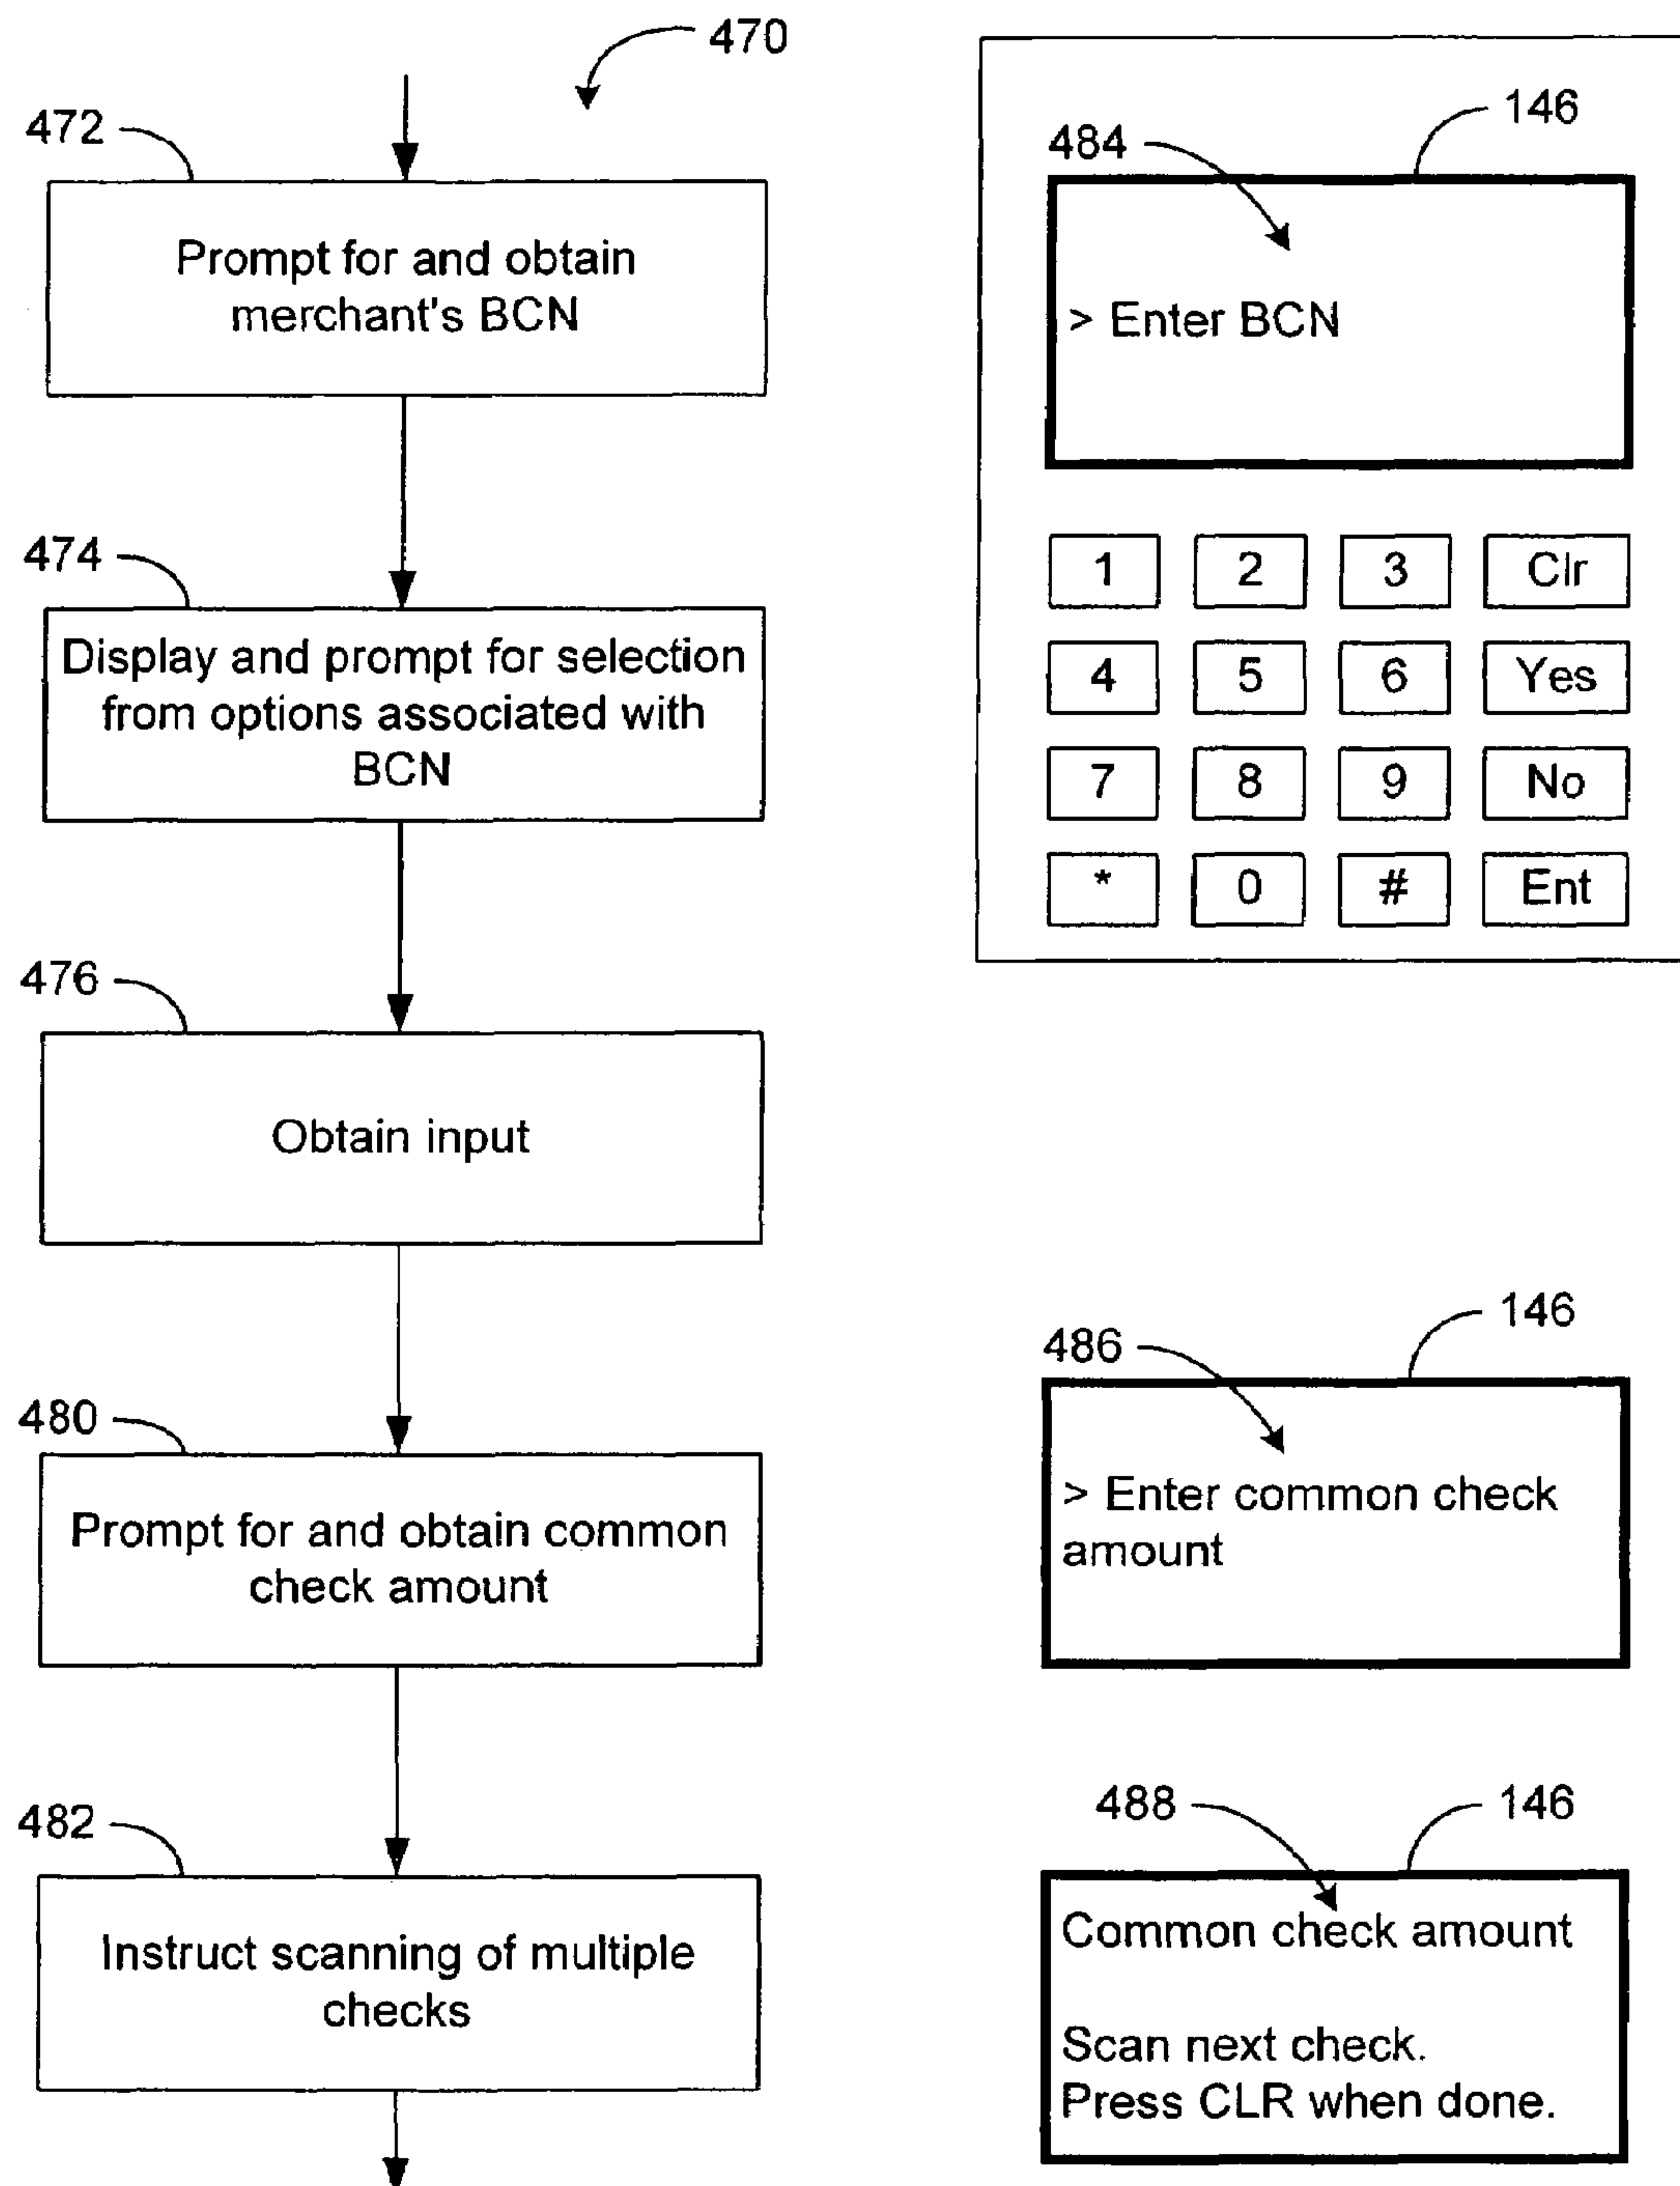 470
472
Prompt for and obtain
merchant's BCN
474
Display and prompt for selection
from options associated with
BCN
476
Obtain input
480
Prompt for and obtain common
check amount
482
Instruct scanning of multiple
checks
146
484
> Enter BCN
1 2 3 Clr
4 5 6 Yes
7 8 9 No
* 0 # Ent
146
486
> Enter common check
amount
488 146
Common check amount
Scan next check.
Press CLR when done.